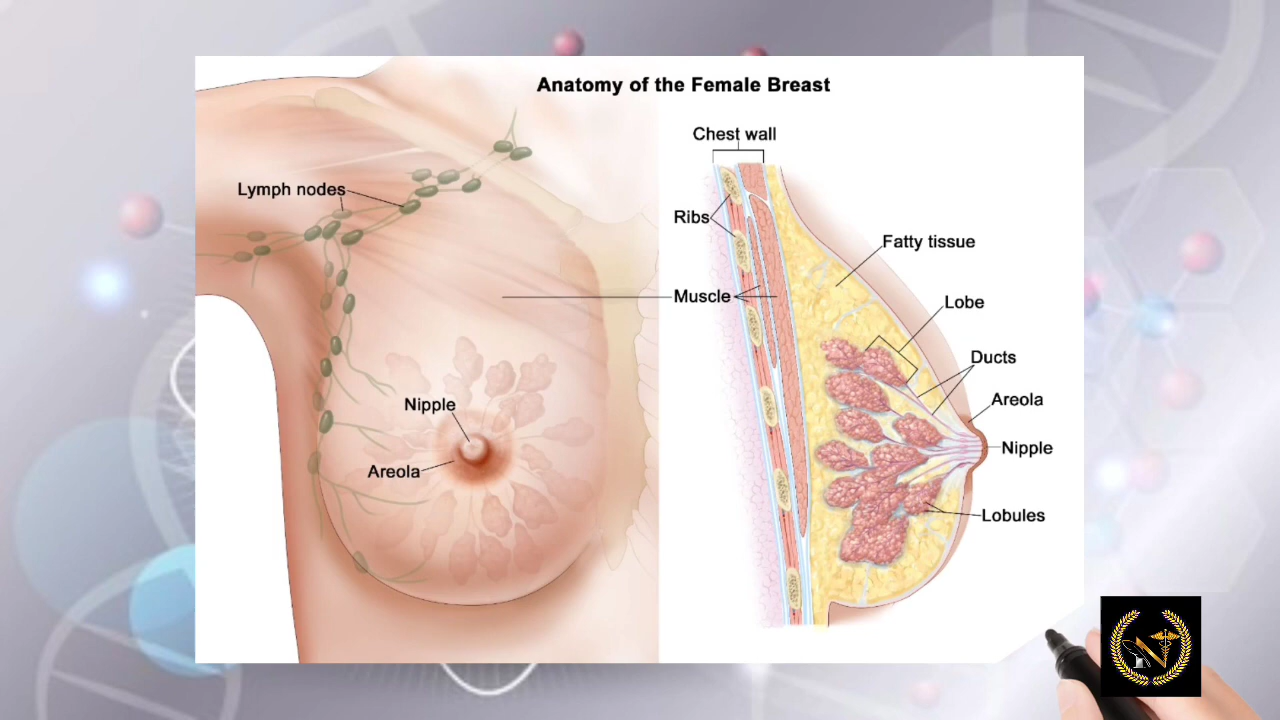 Anatomy of the Female Breast
Chest wall
Lymph nodes
Ribs
Fatty tissue
Muscle
Lobe
Ducts
Areola
Nipple
Nipple
Areola
Lobules